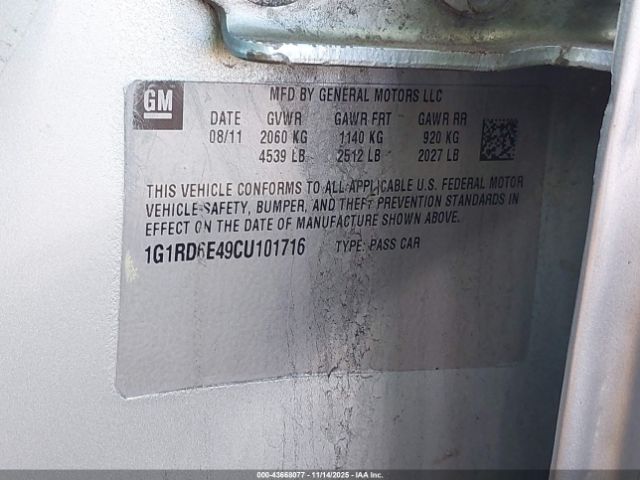 GM
MFD BY GENERAL MOTORS LLC
DATE GVWR GAWR FRT GAWR RR
08/11 2060 KG 1140 KG 920 KG
4539 LB 2512 LB 2027 LB
THIS VEHICLE CONFORMS TO ALL APPLICABLE U.S. FEDERAL MOTOR
VEHICLE SAFETY, BUMPER, AND THEFT PREVENTION STANDARDS IN
EFFECT ON THE DATE OF MANUFACTURE SHOWN ABOVE.
1G1RD6E49CU101716 TYPE: PASS CAR
000-43668077 - 11/14/2025 - IAAI, Inc.